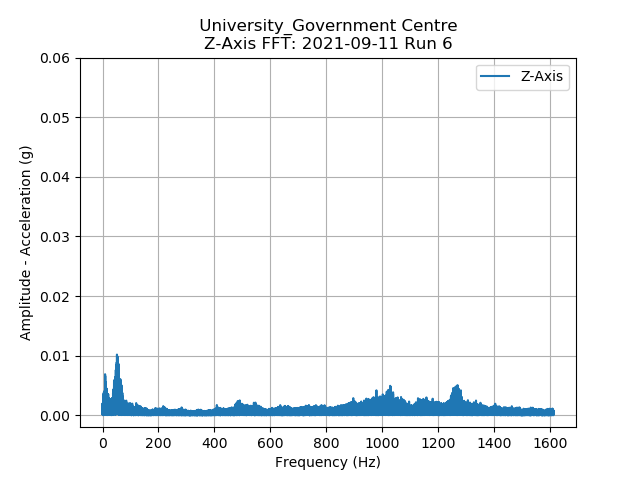 University_Government Centre
Z-Axis FFT: 2021-09-11 Run 6
Z-Axis
0.06
0.05
0.04
0.03
0.02
0.01
0.00
Amplitude - Acceleration (g)
0 200 400 600 800 1000 1200 1400 1600
Frequency (Hz)